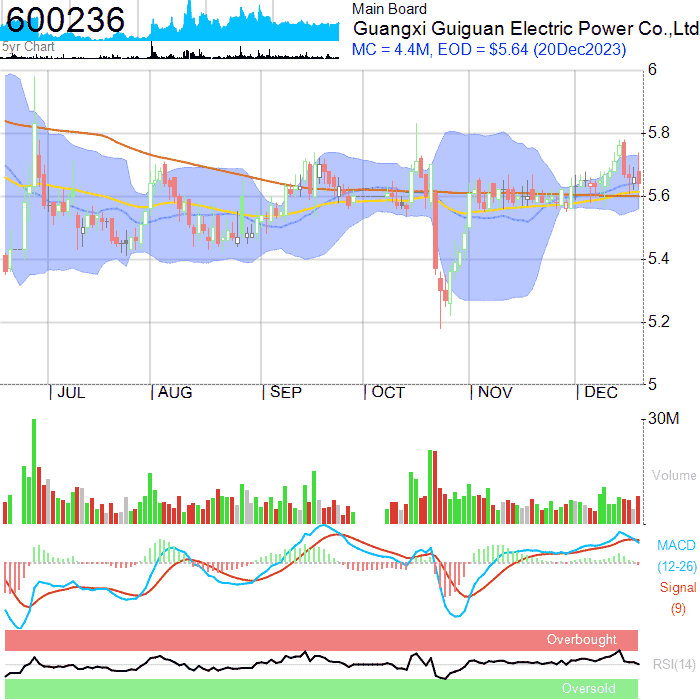 600236
5yr Chart
Main Board
Guangxi Guiguan Electric Power Co.,Ltd
MC = 4.4M, EOD = $5.64 (20Dec2023)
6
5.8
5.6
5.4
5.2
5
JUL
AUG
SEP
OCT
NOV
DEC
30M
Volume
MACD
(12-26)
Signal
(9)
Overbought
RSI(14)
Oversold